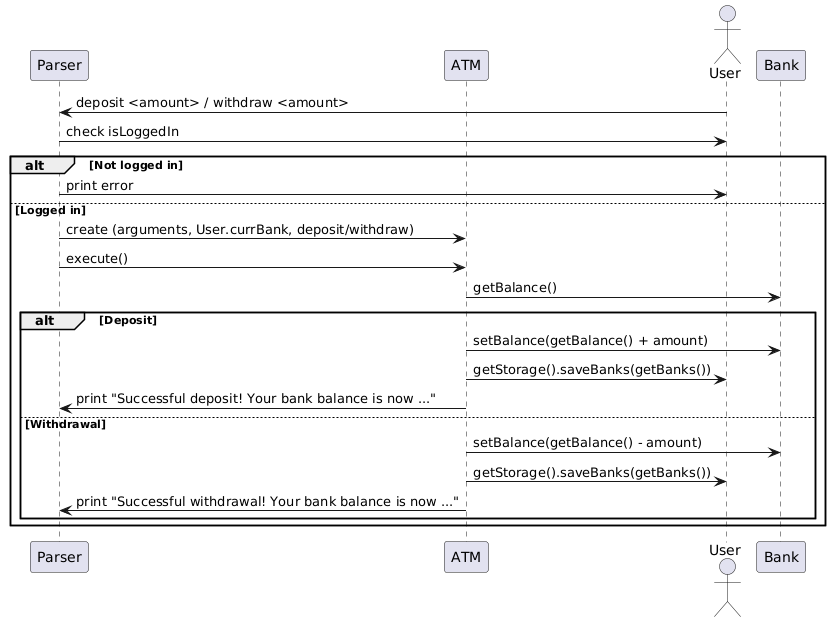 Parser
ATM
User
Bank
deposit <amount> / withdraw <amount>
check isLoggedIn
alt [Not logged in]
print error
[Logged in]
create (arguments, User.currBank, deposit/withdraw)
execute()
getBalance()
alt [Deposit]
setBalance(getBalance() + amount)
getStorage().saveBanks(getBanks())
print "Successful deposit! Your bank balance is now ..."
[Withdrawal]
setBalance(getBalance() - amount)
getStorage().saveBanks(getBanks())
print "Successful withdrawal! Your bank balance is now ..."
Parser
ATM
User
Bank